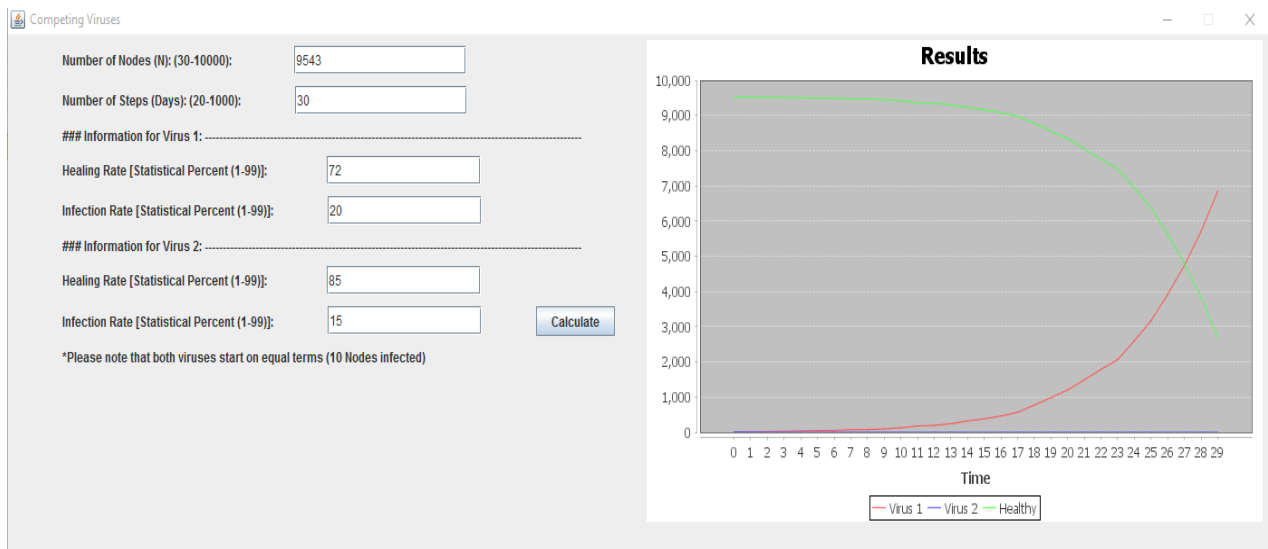 Competing Viruses
Number of Nodes (N): (30-10000):
9543
Number of Steps (Days): (20-1000):
30
### Information for Virus 1: ---------------------------------------------------------------------------------------------------------
Healing Rate [Statistical Percent (1-99)]:
72
Infection Rate [Statistical Percent (1-99)]:
20
### Information for Virus 2: ---------------------------------------------------------------------------------------------------------
Healing Rate [Statistical Percent (1-99)]:
85
Infection Rate [Statistical Percent (1-99)]:
15
Calculate
*Please note that both viruses start on equal terms (10 Nodes infected)
Results
10,000
9,000
8,000
7,000
6,000
5,000
4,000
3,000
2,000
1,000
0
0 1 2 3 4 5 6 7 8 9 10 11 12 13 14 15 16 17 18 19 20 21 22 23 24 25 26 27 28 29
Time
Virus 1 Virus 2 Healthy